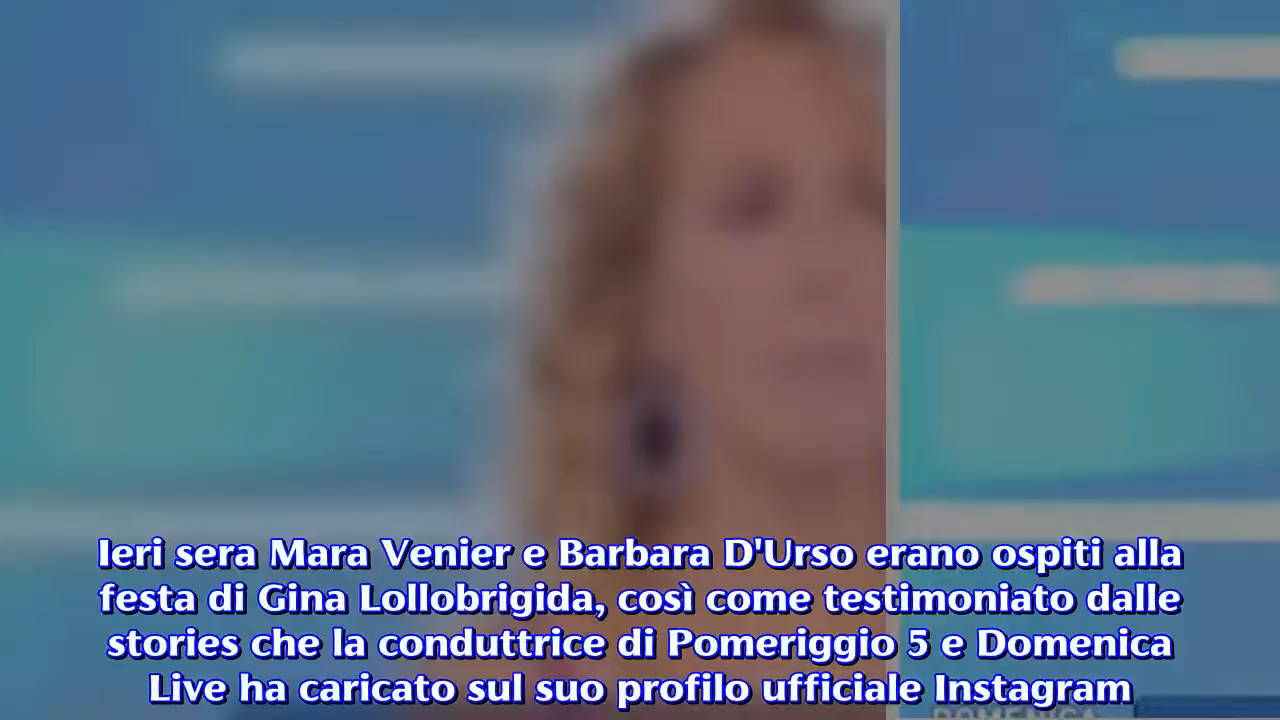 Ieri sera Mara Venier e Barbara D'Urso erano ospiti alla
festa di Gina Lollobrigida, così come testimoniato dalle
stories che la conduttrice di Pomeriggio 5 e Domenica
Live ha caricato sul suo profilo ufficiale Instagram
DOMENICA